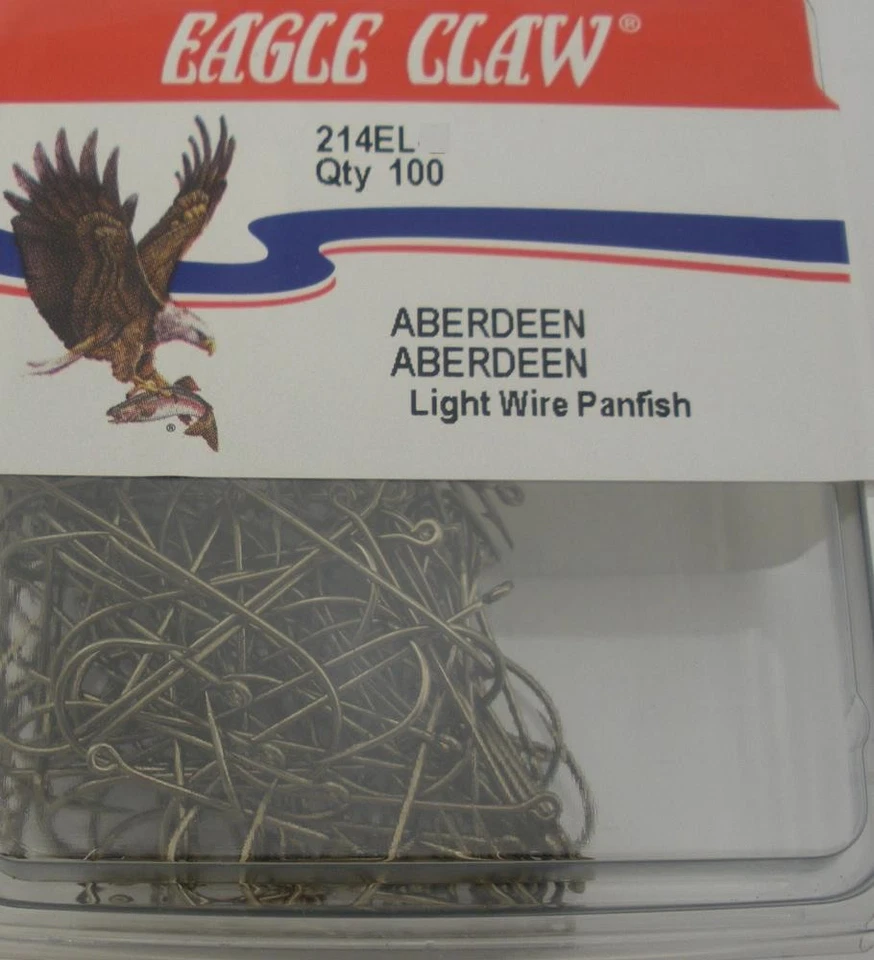 EAGLE CLAW®
214EL
Qty 100
ABERDEEN
ABERDEEN
Light Wire Panfish
®